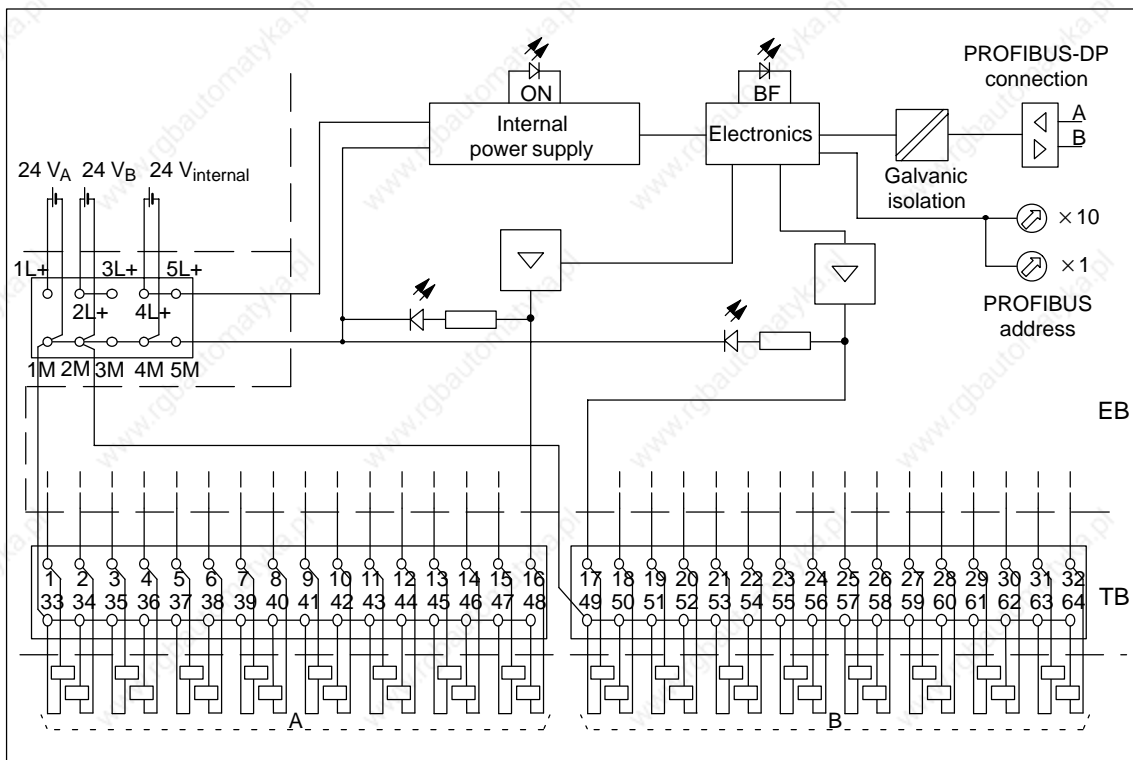 PROFIBUS-DP
connection
ON
BF
A
Internal
power supply
Electronics
B
24 VA 24 VB 24 Vinternal
Galvanic
isolation
×10
1L+ 3L+ 5L+
×1
2L+ 4L+
PROFIBUS
address
1M 2M 3M 4M 5M
EB
1 2 3 4 5 6 7 8 9 10 11 12 13 14 15 16 17 18 19 20 21 22 23 24 25 26 27 28 29 30 31 32
33 34 35 36 37 38 39 40 41 42 43 44 45 46 47 48 49 50 51 52 53 54 55 56 57 58 59 60 61 62 63 64
TB
A B
www.rgbautomatyka.pl